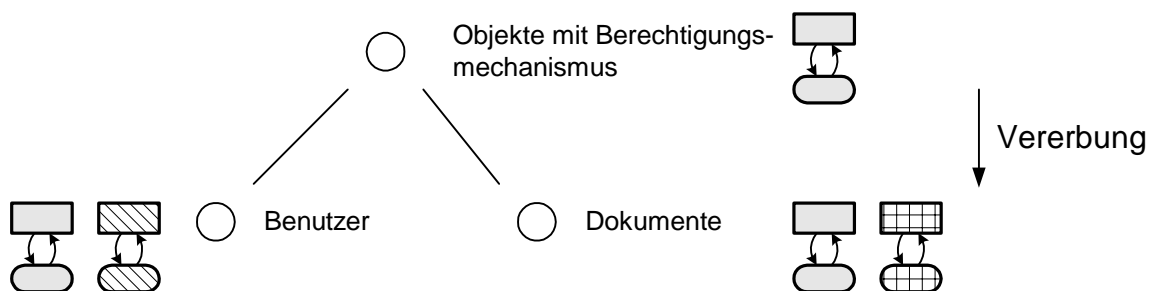 Objekte mit Berechtigungs-
mechanismus
Vererbung
Benutzer
Dokumente